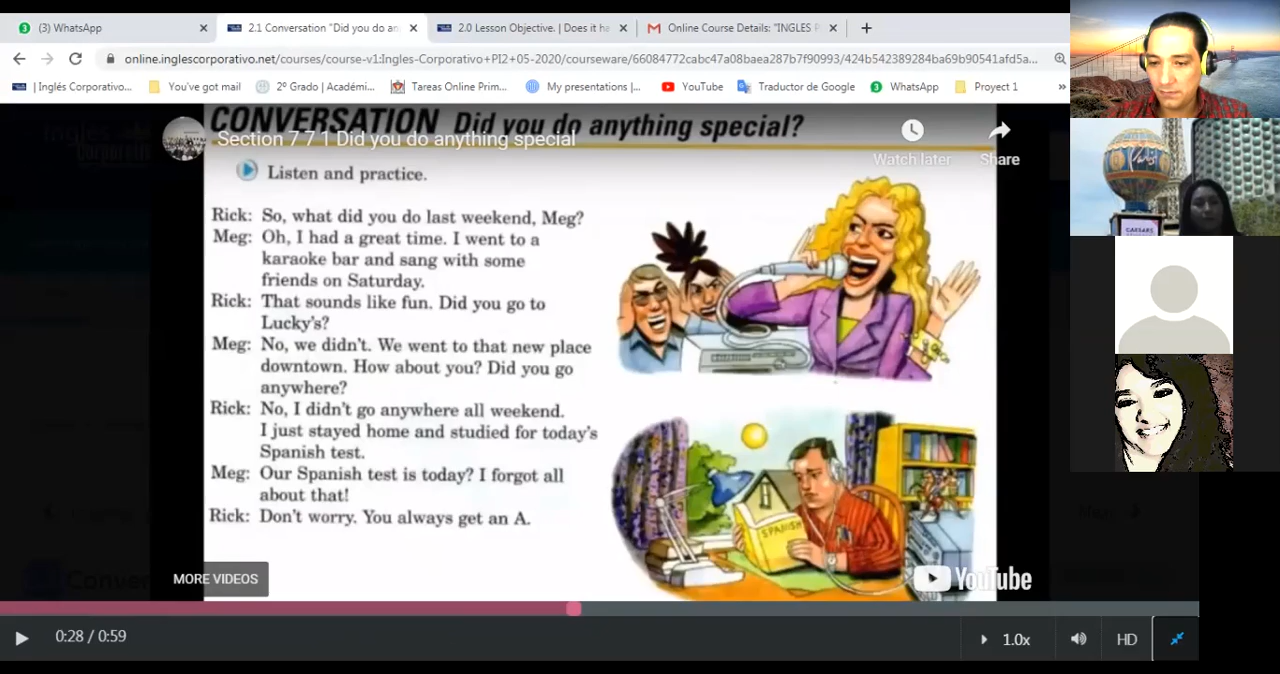 (3) WhatsApp
2.1 Conversation "Did you do an
2.0 Lesson Objective. | Does it ha
Online Course Details: "INGLES P
online.inglescorporativo.net/courses/course-v1:Ingles-Corporativo+PI2+05-2020/courseware/66084772cabc47a08baea287b7f90993/424b542389284ba69b90541afd5a...
| Inglés Corporativo...
You've got mail
2º Grado | Académi...
Tareas Online Prim...
My presentations |...
YouTube
Traductor de Google
WhatsApp
Proyect 1
»
CONVERSATION Did you do anything special?
Section 7 7 1 Did you do anything special
Watch later
Share
Listen and practice.
Rick: So, what did you do last weekend, Meg?
Meg: Oh, I had a great time. I went to a
karaoke bar and sang with some
friends on Saturday.
Rick: That sounds like fun. Did you go to
Lucky's?
Meg: No, we didn't. We went to that new place
downtown. How about you? Did you go
anywhere?
Rick: No, I didn't go anywhere all weekend.
I just stayed home and studied for today's
Spanish test.
Meg: Our Spanish test is today? I forgot all
about that!
Rick: Don't worry. You always get an A.
SPANISH
MORE VIDEOS
YouTube
0:28 / 0:59
1.0x
HD
Paris
CAESARS